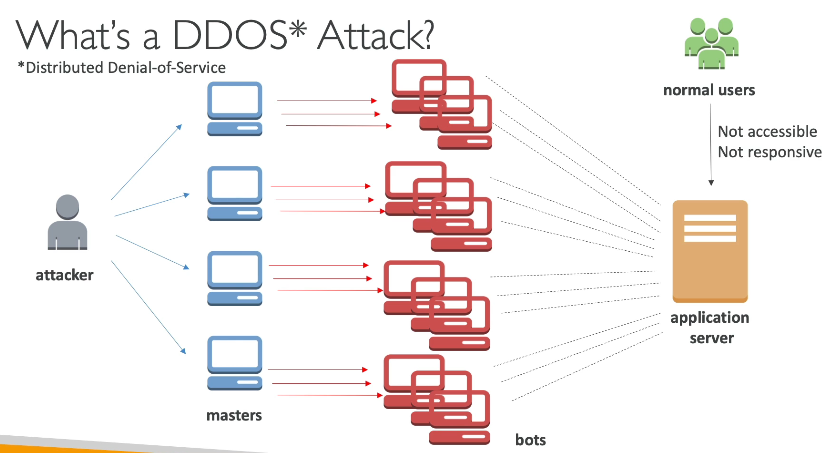 What's a DDOS* Attack?
*Distributed Denial-of-Service
normal users
Not accessible
Not responsive
attacker
application
server
masters
bots